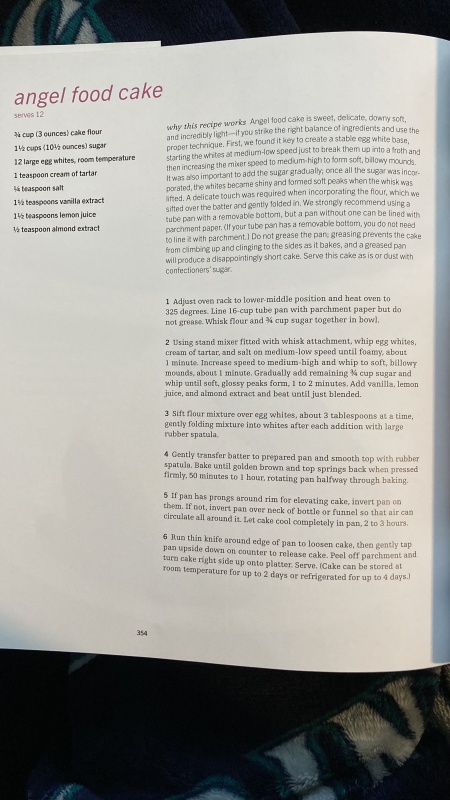 angel food cake
serves 12
¾ cup (3 ounces) cake flour
1½ cups (10½ ounces) sugar
12 large egg whites, room temperature
1 teaspoon cream of tartar
¼ teaspoon salt
1½ teaspoons vanilla extract
1½ teaspoons lemon juice
½ teaspoon almond extract
why this recipe works Angel food cake is sweet, delicate, downy soft,
and incredibly light—if you strike the right balance of ingredients and use the
proper technique. First, we found it key to create a stable egg white base,
starting the whites at medium-low speed just to break them up into a froth and
then increasing the mixer speed to medium-high to form soft, billowy mounds.
It was also important to add the sugar gradually; once all the sugar was incor-
porated, the whites became shiny and formed soft peaks when the whisk was
lifted. A delicate touch was required when incorporating the flour, which we
sifted over the batter and gently folded in. We strongly recommend using a
tube pan with a removable bottom, but a pan without one can be lined with
parchment paper. (If your tube pan has a removable bottom, you do not need
to line it with parchment.) Do not grease the pan; greasing prevents the cake
from climbing up and clinging to the sides as it bakes, and a greased pan
will produce a disappointingly short cake. Serve this cake as is or dust with
confectioners' sugar.
1 Adjust oven rack to lower-middle position and heat oven to
325 degrees. Line 16-cup tube pan with parchment paper but do
not grease. Whisk flour and ¾ cup sugar together in bowl.
2 Using stand mixer fitted with whisk attachment, whip egg whites,
cream of tartar, and salt on medium-low speed until foamy, about
1 minute. Increase speed to medium-high and whip to soft, billowy
mounds, about 1 minute. Gradually add remaining ¾ cup sugar and
whip until soft, glossy peaks form, 1 to 2 minutes. Add vanilla, lemon
juice, and almond extract and beat until just blended.
3 Sift flour mixture over egg whites, about 3 tablespoons at a time,
gently folding mixture into whites after each addition with large
rubber spatula.
4 Gently transfer batter to prepared pan and smooth top with rubber
spatula. Bake until golden brown and top springs back when pressed
firmly, 50 minutes to 1 hour, rotating pan halfway through baking.
5 If pan has prongs around rim for elevating cake, invert pan on
them. If not, invert pan over neck of bottle or funnel so that air can
circulate all around it. Let cake cool completely in pan, 2 to 3 hours.
6 Run thin knife around edge of pan to loosen cake, then gently tap
pan upside down on counter to release cake. Peel off parchment and
turn cake right side up onto platter. Serve. (Cake can be stored at
room temperature for up to 2 days or refrigerated for up to 4 days.)
354